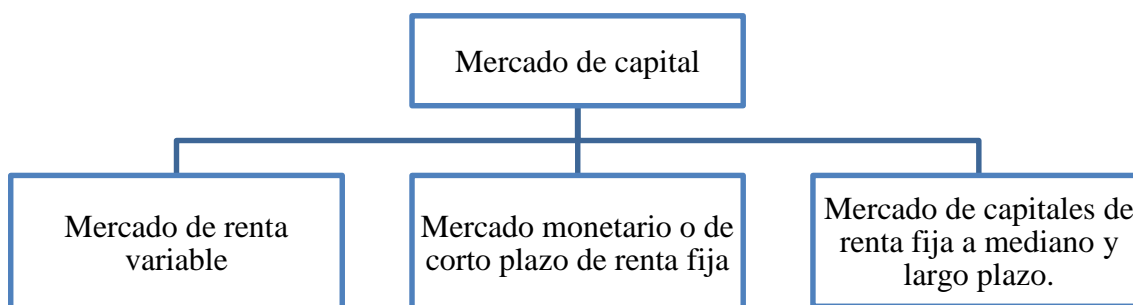 Mercado de capital
Mercado de renta
variable
Mercado monetario o de
corto plazo de renta fija
Mercado de capitales de
renta fija a mediano y
largo plazo.